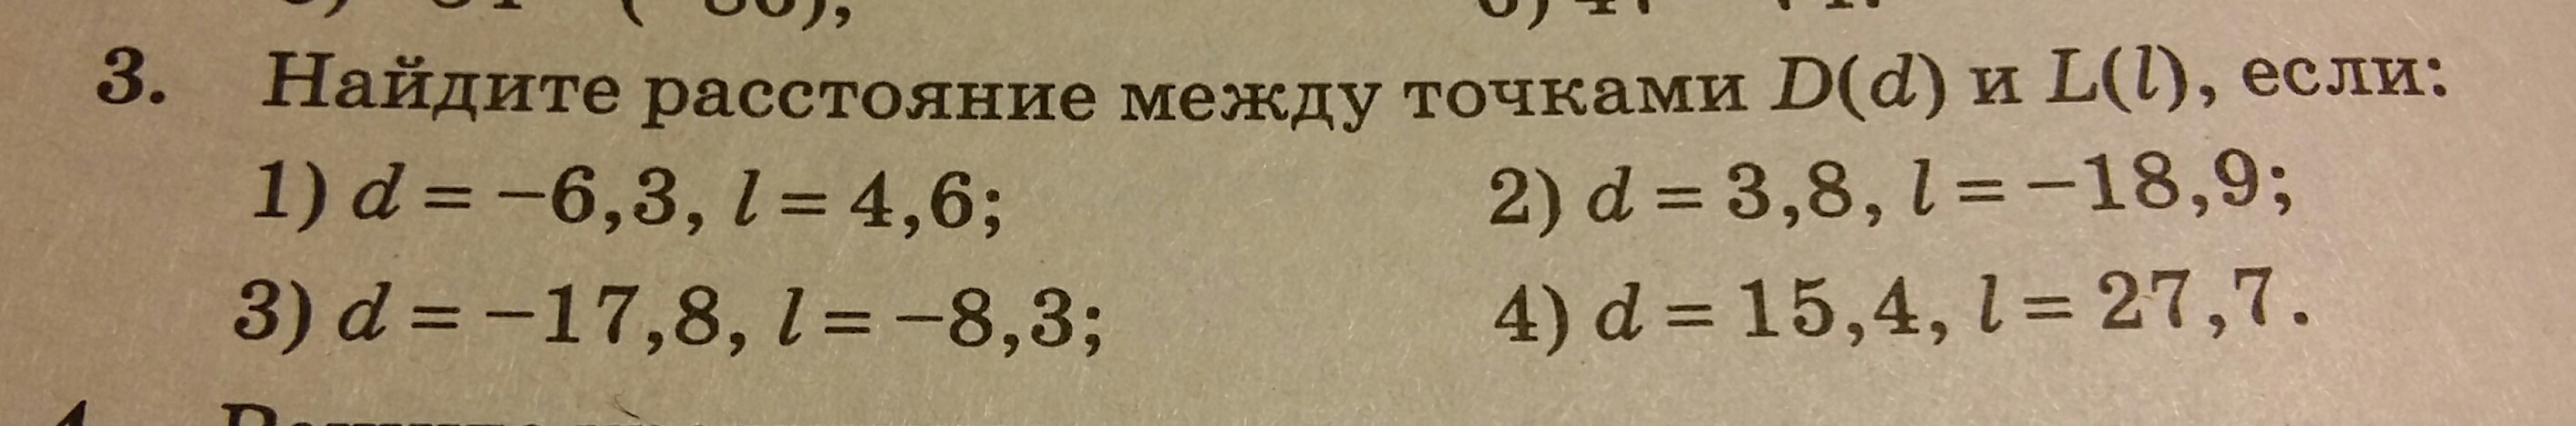 3. Найдите расстояние между точками D(d) и L(l), если:
1) d = −6,3, l = 4,6; 2) d = 3,8, l = −18,9;
3) d = −17,8, l = −8,3; 4) d = 15,4, l = 27,7.